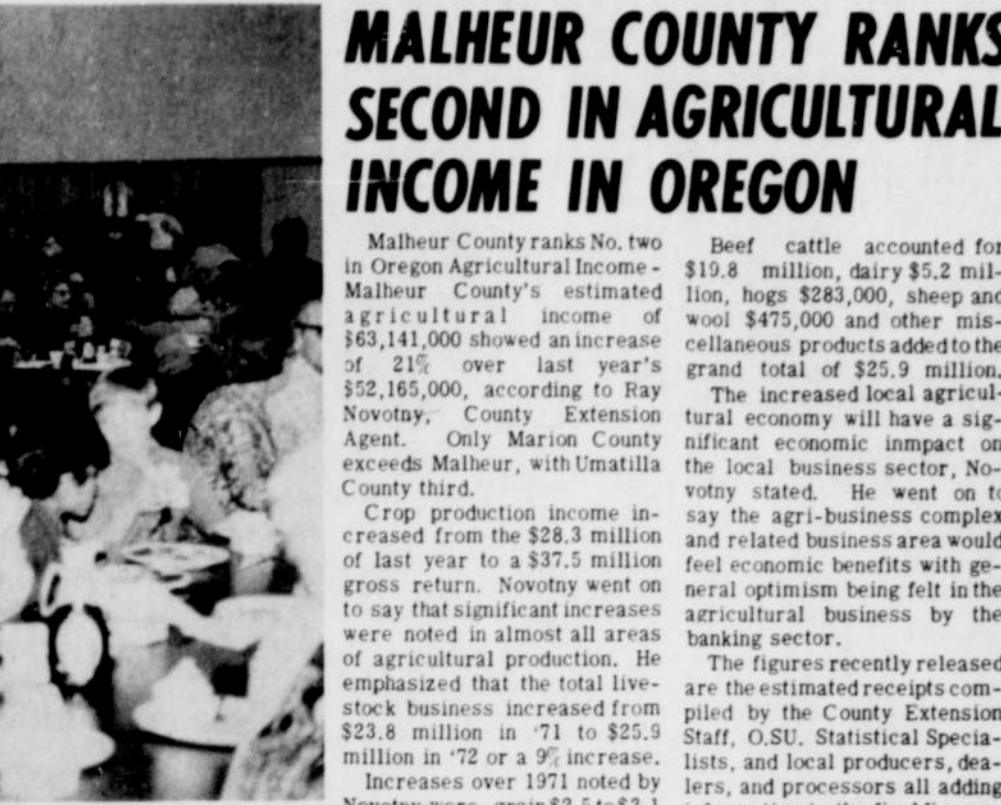 MALHEUR COUNTY RANKS
SECOND IN AGRICULTURAL
INCOME IN OREGON
Malheur County ranks No. two
in Oregon Agricultural Income -
Malheur County's estimated
agricultural income of
$63,141,000 showed an increase
of 21% over last year's
$52,165,000, according to Ray
Novotny, County Extension
Agent. Only Marion County
exceeds Malheur, with Umatilla
County third.
Crop production income in-
creased from the $28.3 million
of last year to a $37.5 million
gross return. Novotny went on
to say that significant increases
were noted in almost all areas
of agricultural production. He
emphasized that the total live-
stock business increased from
$23.8 million in '71 to $25.9
million in '72 or a 9% increase.
Increases over 1971 noted by
Novotny were, grain $2.5 to $3.1
Beef cattle accounted for
$19.8 million, dairy $5.2 mil-
lion, hogs $283,000, sheep and
wool $475,000 and other mis-
cellaneous products added to the
grand total of $25.9 million.
The increased local agricul-
tural economy will have a sig-
nificant economic inmpact on
the local business sector, No-
votny stated. He went on to
say the agri-business complex
and related business area would
feel economic benefits with ge-
neral optimism being felt in the
agricultural business by the
banking sector.
The figures recently released
are the estimated receipts com-
piled by the County Extension
Staff, O.SU. Statistical Specia-
lists, and local producers, dea-
lers, and processors all adding